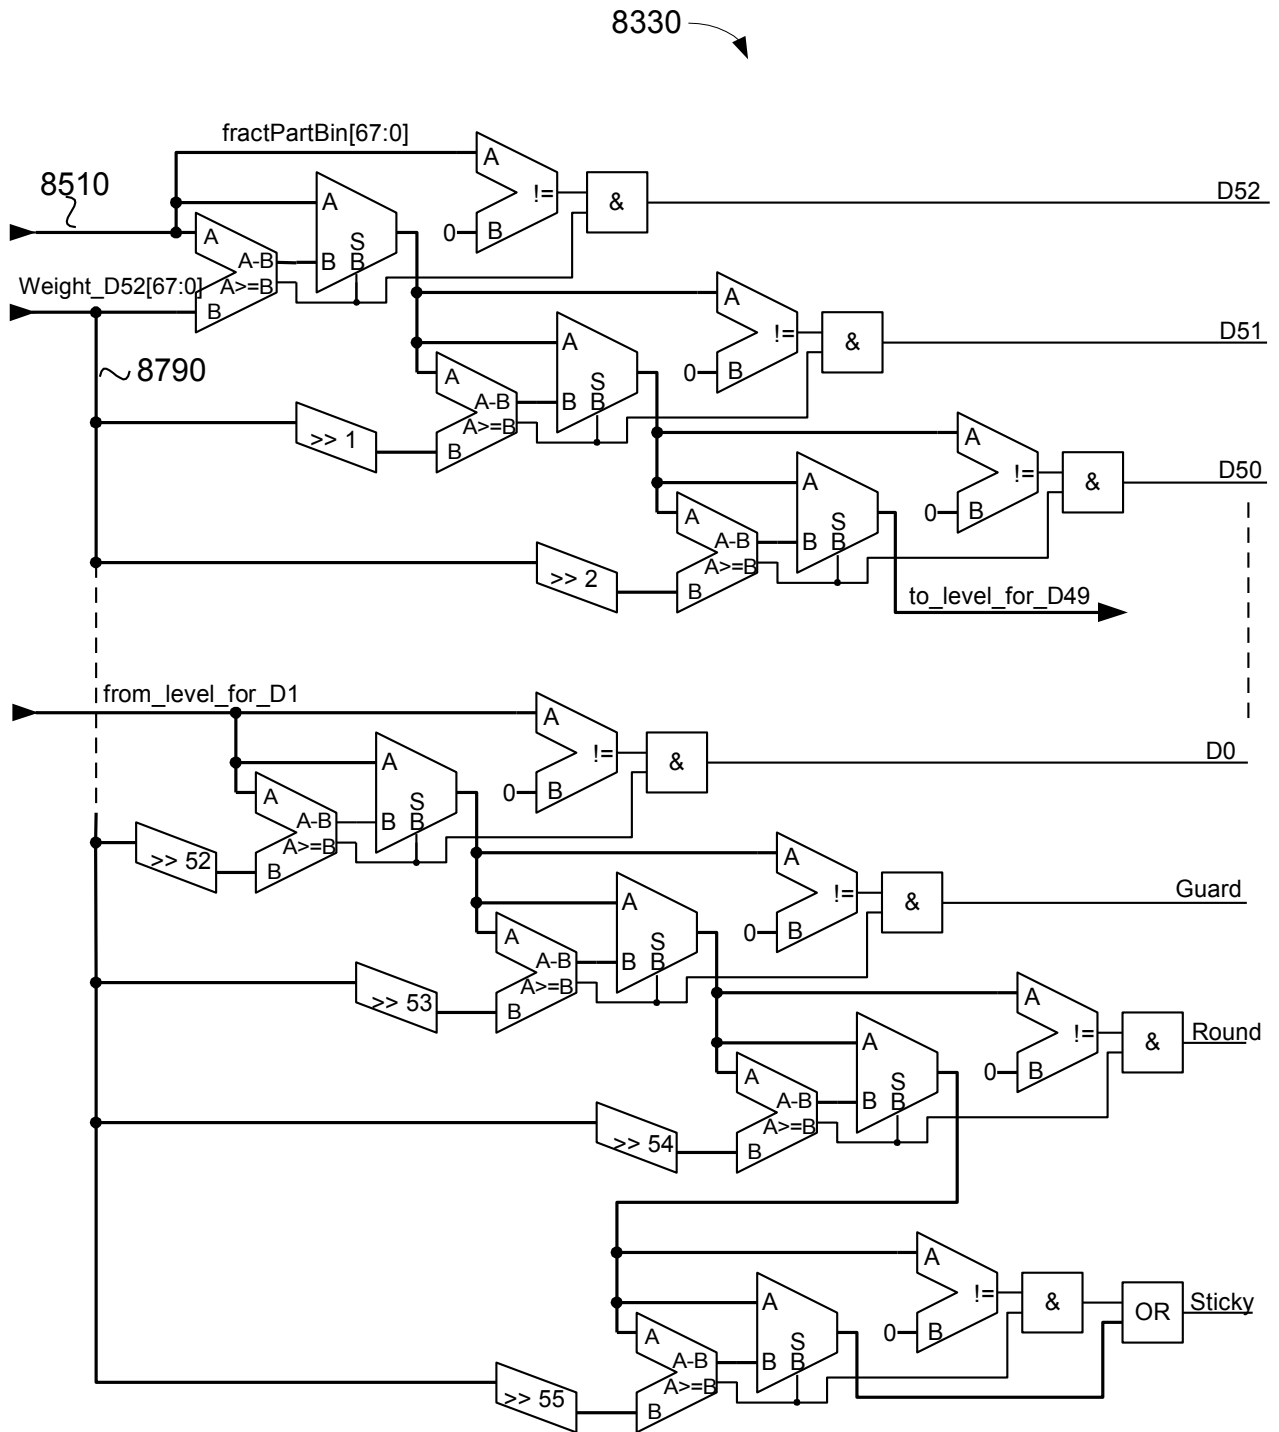 8330
fractPartBin[67:0]
A
!=
0
B
&
D52
8510
A
S
B
B
A
A-B
A>=B
B
Weight_D52[67:0]
8790
A
!=
0
B
&
D51
A
S
B
B
A
A-B
A>=B
B
>> 1
A
!=
0
B
&
D50
A
S
B
B
A
A-B
A>=B
B
>> 2
to_level_for_D49
from_level_for_D1
A
!=
0
B
&
D0
A
S
B
B
A
A-B
A>=B
B
>> 52
A
!=
0
B
&
Guard
A
S
B
B
A
A-B
A>=B
B
>> 53
A
!=
0
B
&
Round
A
S
B
B
A
A-B
A>=B
B
>> 54
A
!=
0
B
&
OR
Sticky
A
S
B
B
A
A-B
A>=B
B
>> 55